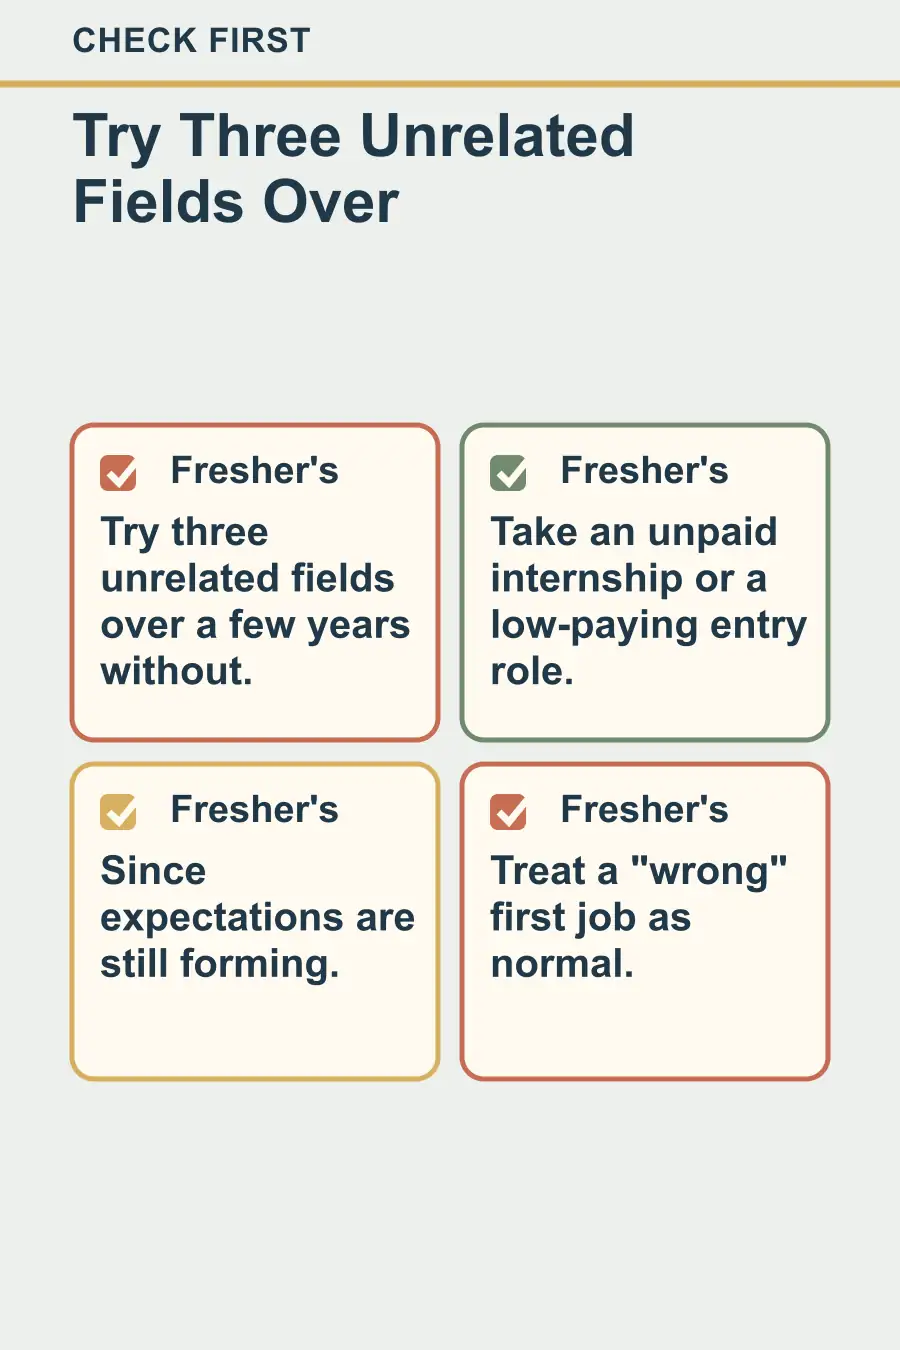 CHECK FIRST
Try Three Unrelated
Fields Over
Fresher's
Try three
unrelated fields
over a few years
without.
Fresher's
Take an unpaid
internship or a
low-paying entry
role.
Fresher's
Since
expectations are
still forming.
Fresher's
Treat a "wrong"
first job as
normal.